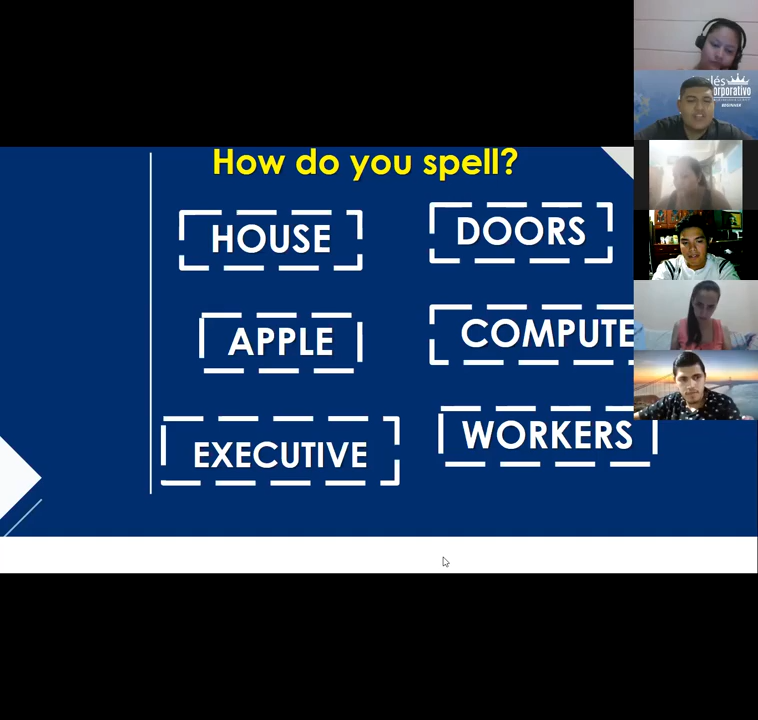 How do you spell?
HOUSE
DOORS
APPLE
COMPUTE
EXECUTIVE
WORKERS